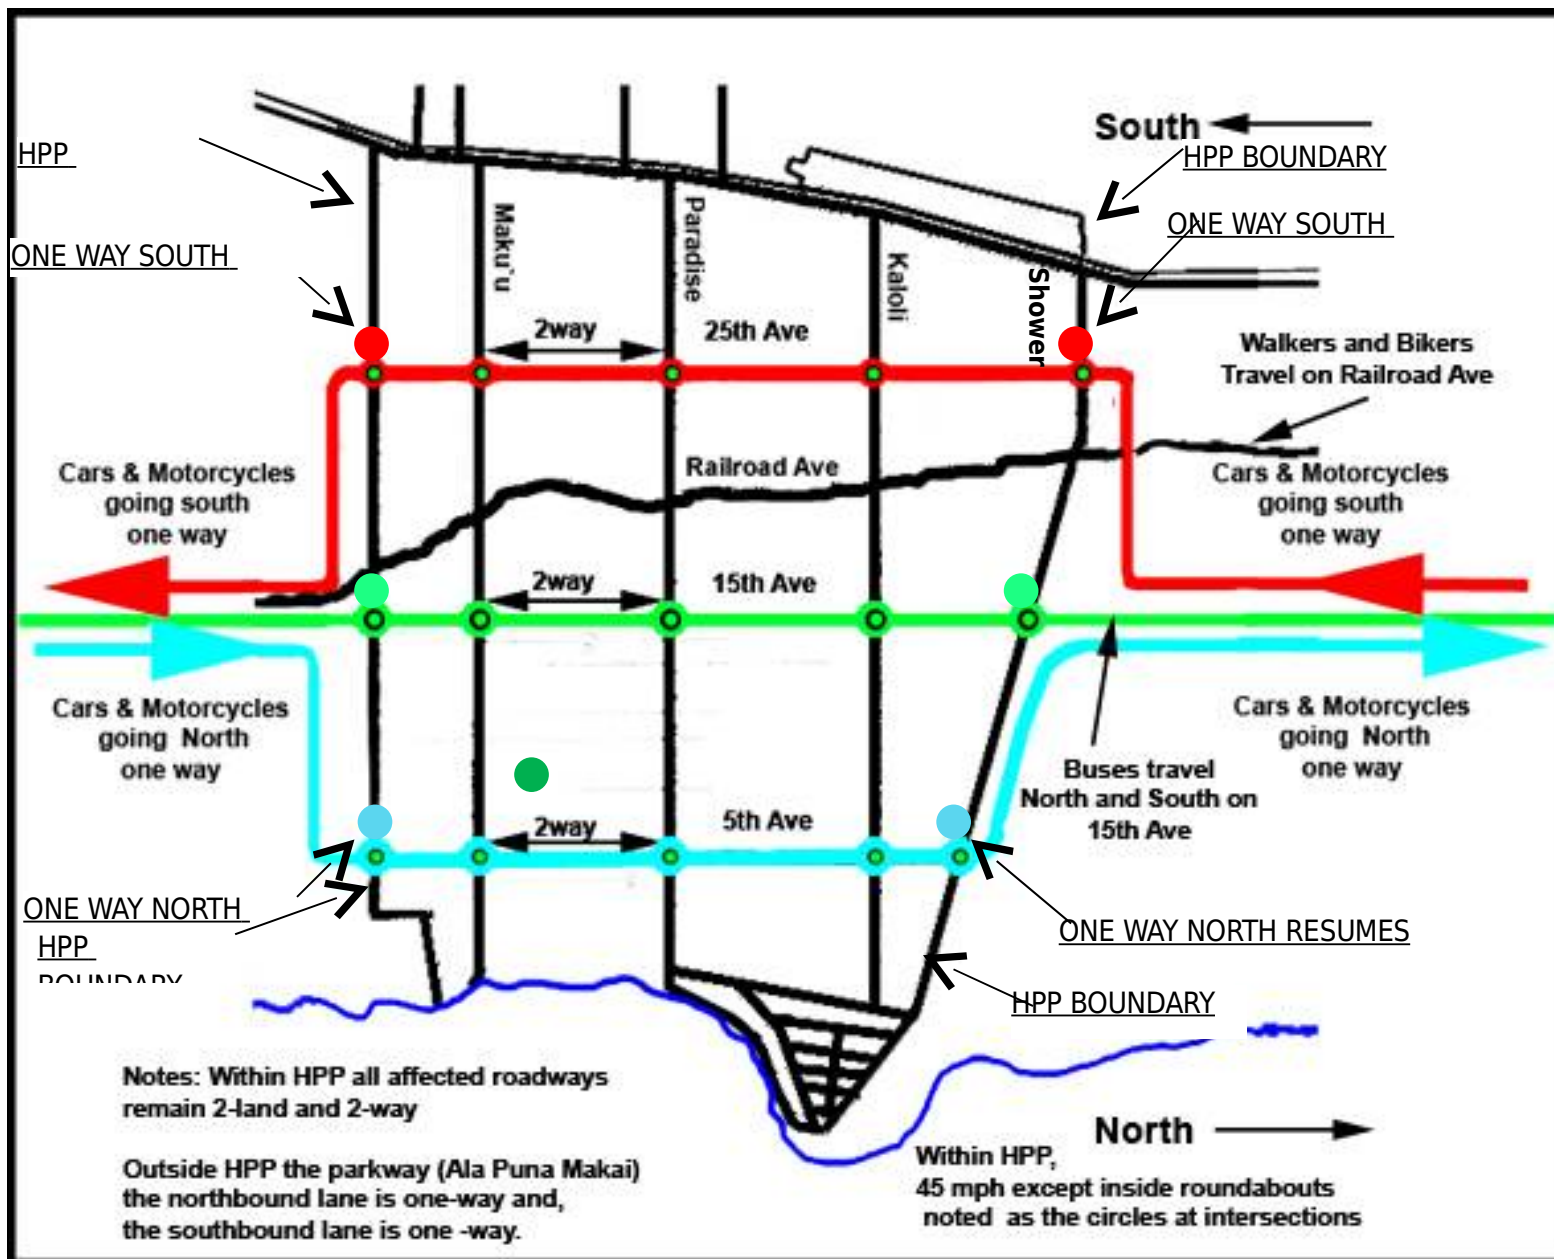 South
HPP
HPP BOUNDARY
ONE WAY SOUTH
ONE WAY SOUTH
Maku`u
Paradise
Kaloli
Shower
2way
25th Ave
Walkers and Bikers
Travel on Railroad Ave
Railroad Ave
Cars & Motorcycles
going south
one way
Cars & Motorcycles
going south
one way
2way
15th Ave
Cars & Motorcycles
going North
one way
Cars & Motorcycles
going North
one way
Buses travel
North and South on
15th Ave
2way
5th Ave
ONE WAY NORTH
HPP
BOUNDARY
ONE WAY NORTH RESUMES
HPP BOUNDARY
Notes: Within HPP all affected roadways
remain 2-land and 2-way
Outside HPP the parkway (Ala Puna Makai)
the northbound lane is one-way and,
the southbound lane is one -way.
North
Within HPP,
45 mph except inside roundabouts
noted as the circles at intersections